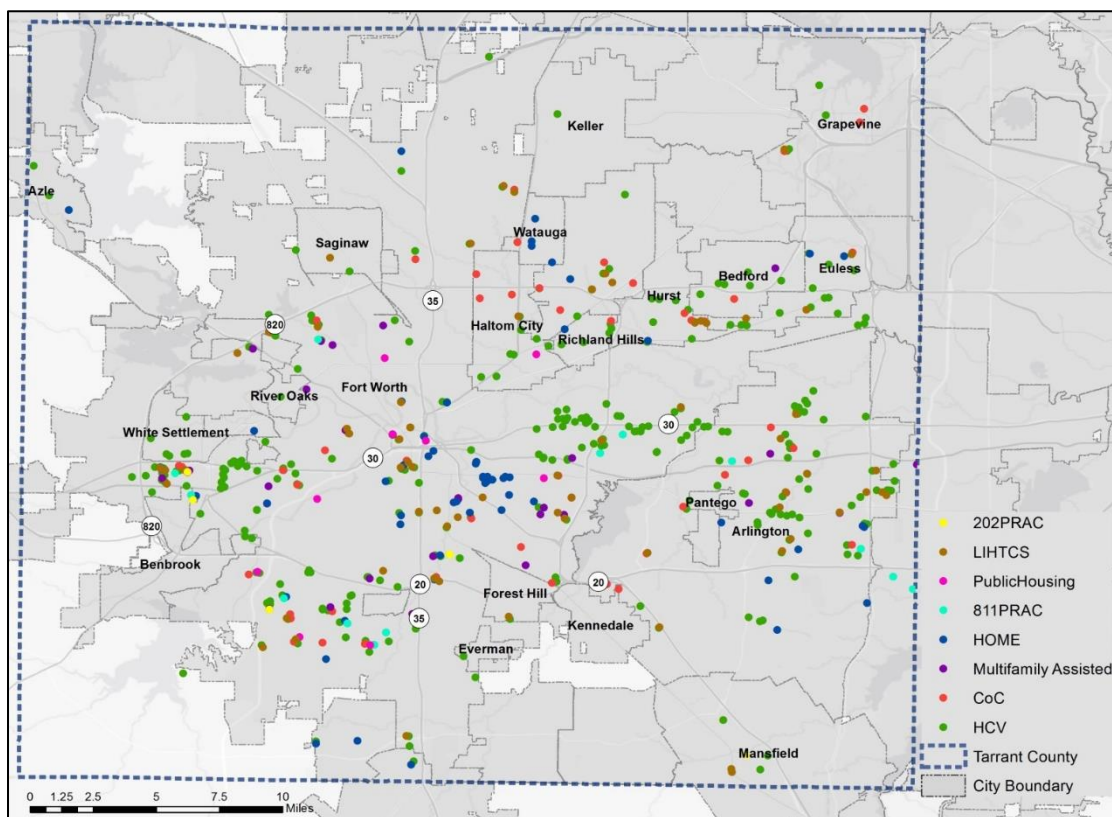 Keller
Grapevine
Azle
Watauga
Saginaw
Bedford
Euless
Hurst
35
820
Haltom City
Richland Hills
Fort Worth
River Oaks
White Settlement
30
30
Pantego
Arlington
820
Benbrook
20
Forest Hill
20
35
Kennedale
Everman
Mansfield
202PRAC
LIHTCS
PublicHousing
811PRAC
HOME
Multifamily Assisted
CoC
HCV
Tarrant County
City Boundary
0 1.25 2.5 5 7.5 10
Miles